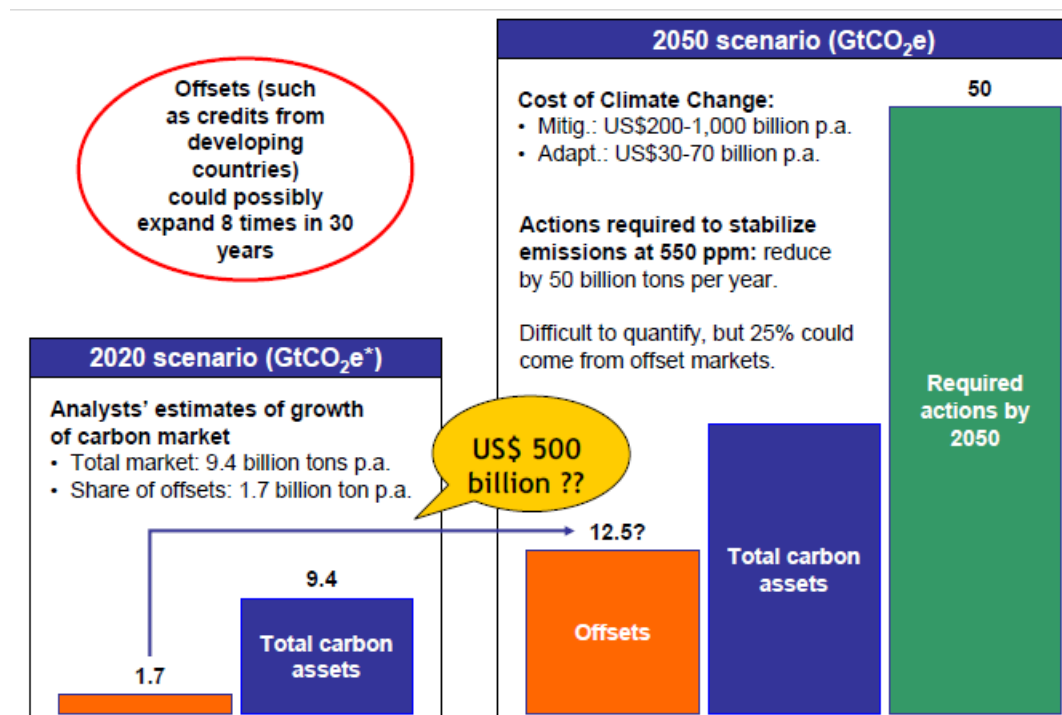 Offsets (such
as credits from
developing
countries)
could possibly
expand 8 times in 30
years
2020 scenario (GtCO₂e*)
Analysts' estimates of growth
of carbon market
• Total market: 9.4 billion tons p.a.
• Share of offsets: 1.7 billion ton p.a.
1.7
9.4
Total carbon
assets
US$ 500
billion ??
2050 scenario (GtCO₂e)
Cost of Climate Change:
• Mitig.: US$200-1,000 billion p.a.
• Adapt.: US$30-70 billion p.a.
Actions required to stabilize
emissions at 550 ppm: reduce
by 50 billion tons per year.
Difficult to quantify, but 25% could
come from offset markets.
12.5?
Offsets
Total carbon
assets
50
Required
actions by
2050